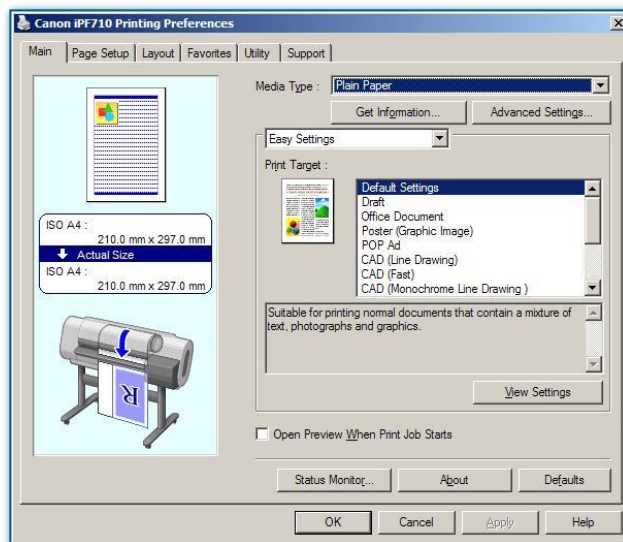 Canon iPF710 Printing Preferences
Main Page Setup Layout Favorites Utility Support
Media Type : Plain Paper
Get Information... Advanced Settings...
Easy Settings
Print Target :
Default Settings
Draft
Office Document
Poster (Graphic Image)
POP Ad
CAD (Line Drawing)
CAD (Fast)
CAD (Monochrome Line Drawing )
ISO A4 :
210.0 mm x 297.0 mm
Actual Size
ISO A4 :
210.0 mm x 297.0 mm
R
Suitable for printing normal documents that contain a mixture of
text, photographs and graphics.
View Settings
Open Preview When Print Job Starts
Status Monitor... About Defaults
OK Cancel Apply Help